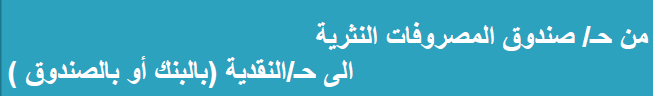 من حـ/ صندوق المصروفات النثرية
الى حـ/النقدية (بالبنك أو بالصندوق )